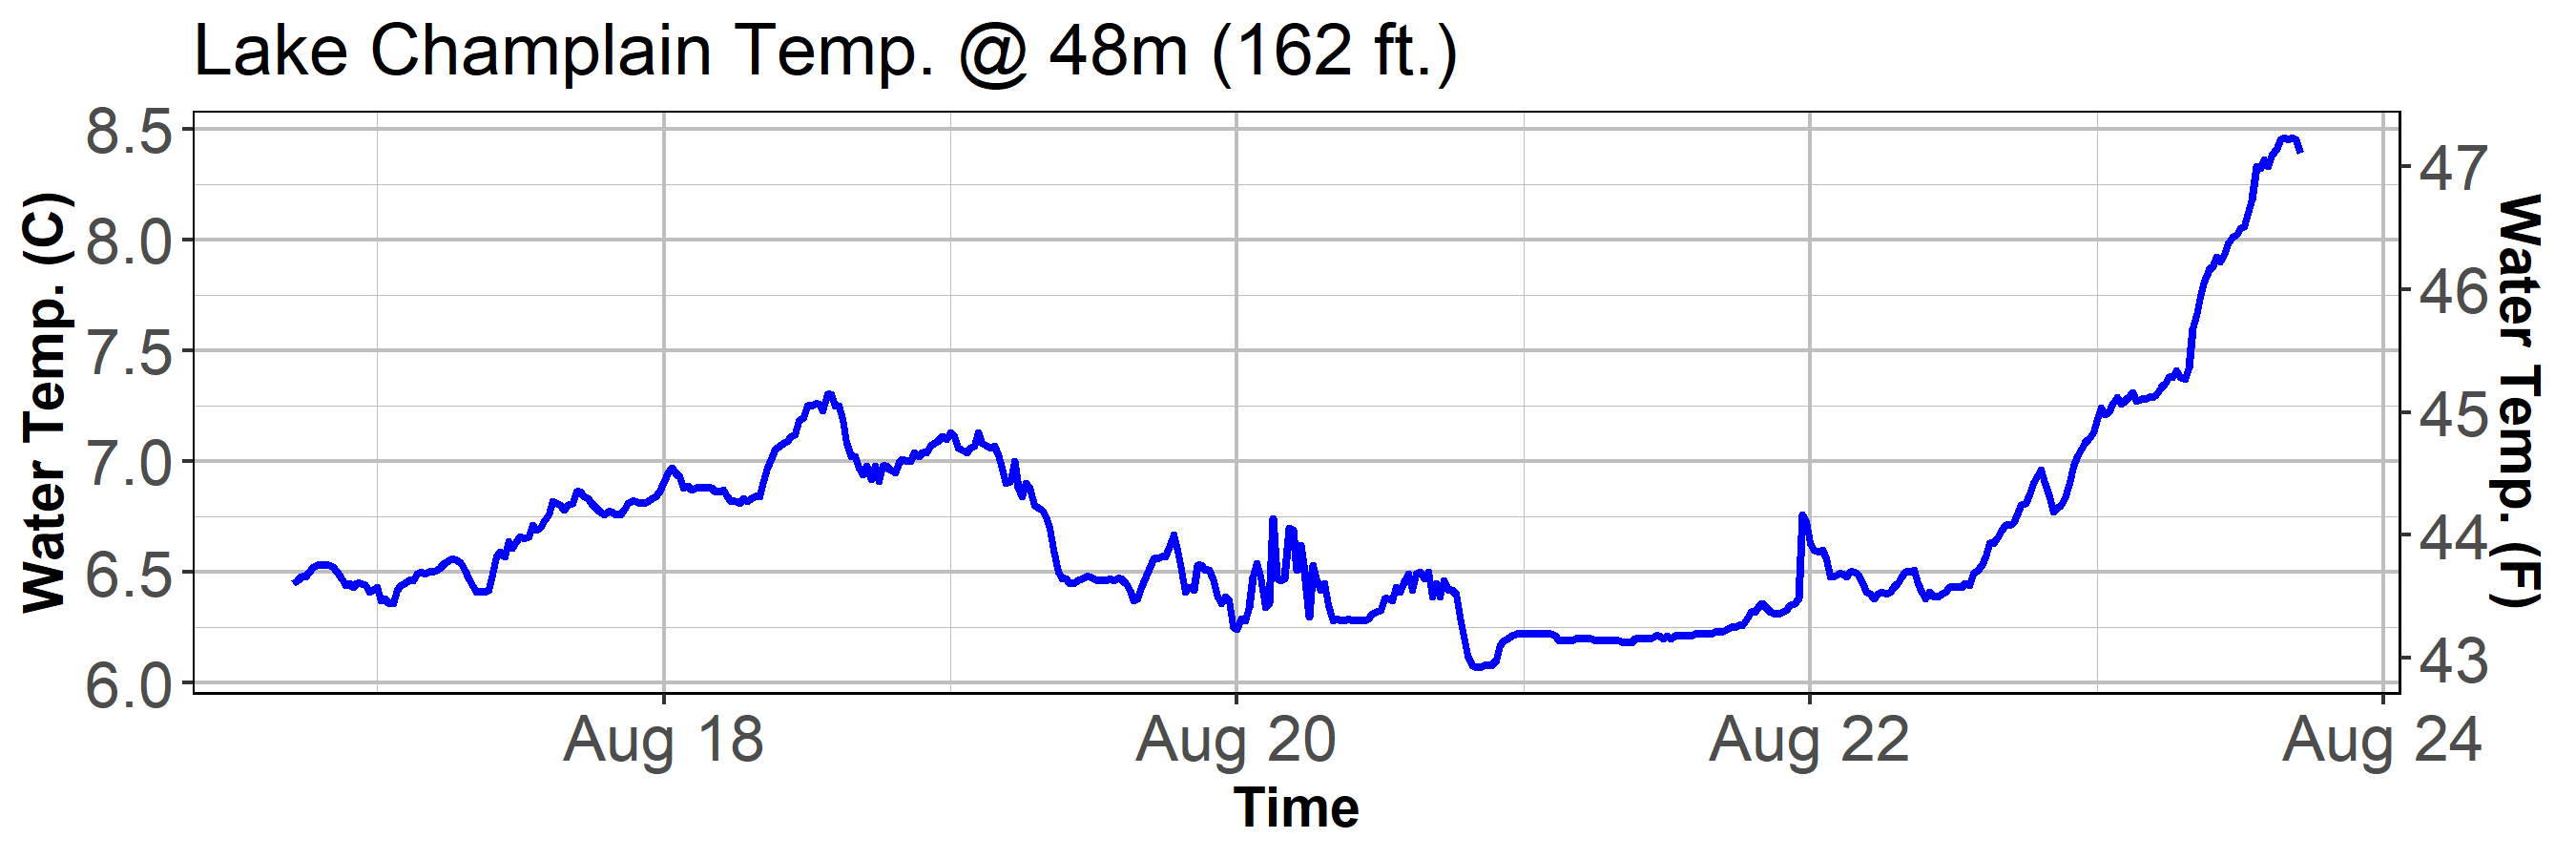 Lake Champlain Temp. @ 48m (162 ft.)
Water Temp. (C)
8.5
8.0
7.5
7.0
6.5
6.0
47
46
45
44
43
Water Temp. (F)
Aug 18 Aug 20 Aug 22 Aug 24
Time